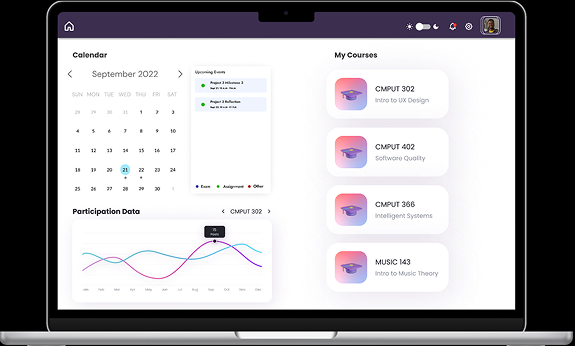 Calendar
September 2022
SUN MON TUE WED THU FRI SAT
28 29 30 31 1 2 3
4 5 6 7 8 9 10
11 12 13 14 15 16 17
18 19 20 21 22 23 24
25 26 27 28 29 30 1
Upcoming Events
Project 3 Milestone 3
Project 3 Reflection
Exam Assignment Other
Participation Data
CMPUT 302
15
Posts
Jan Feb Mar Apr May Jun Jul Aug Sep Oct Nov Dec
My Courses
CMPUT 302
Intro to UX Design
CMPUT 402
Software Quality
CMPUT 366
Intelligent Systems
MUSIC 143
Intro to Music Theory